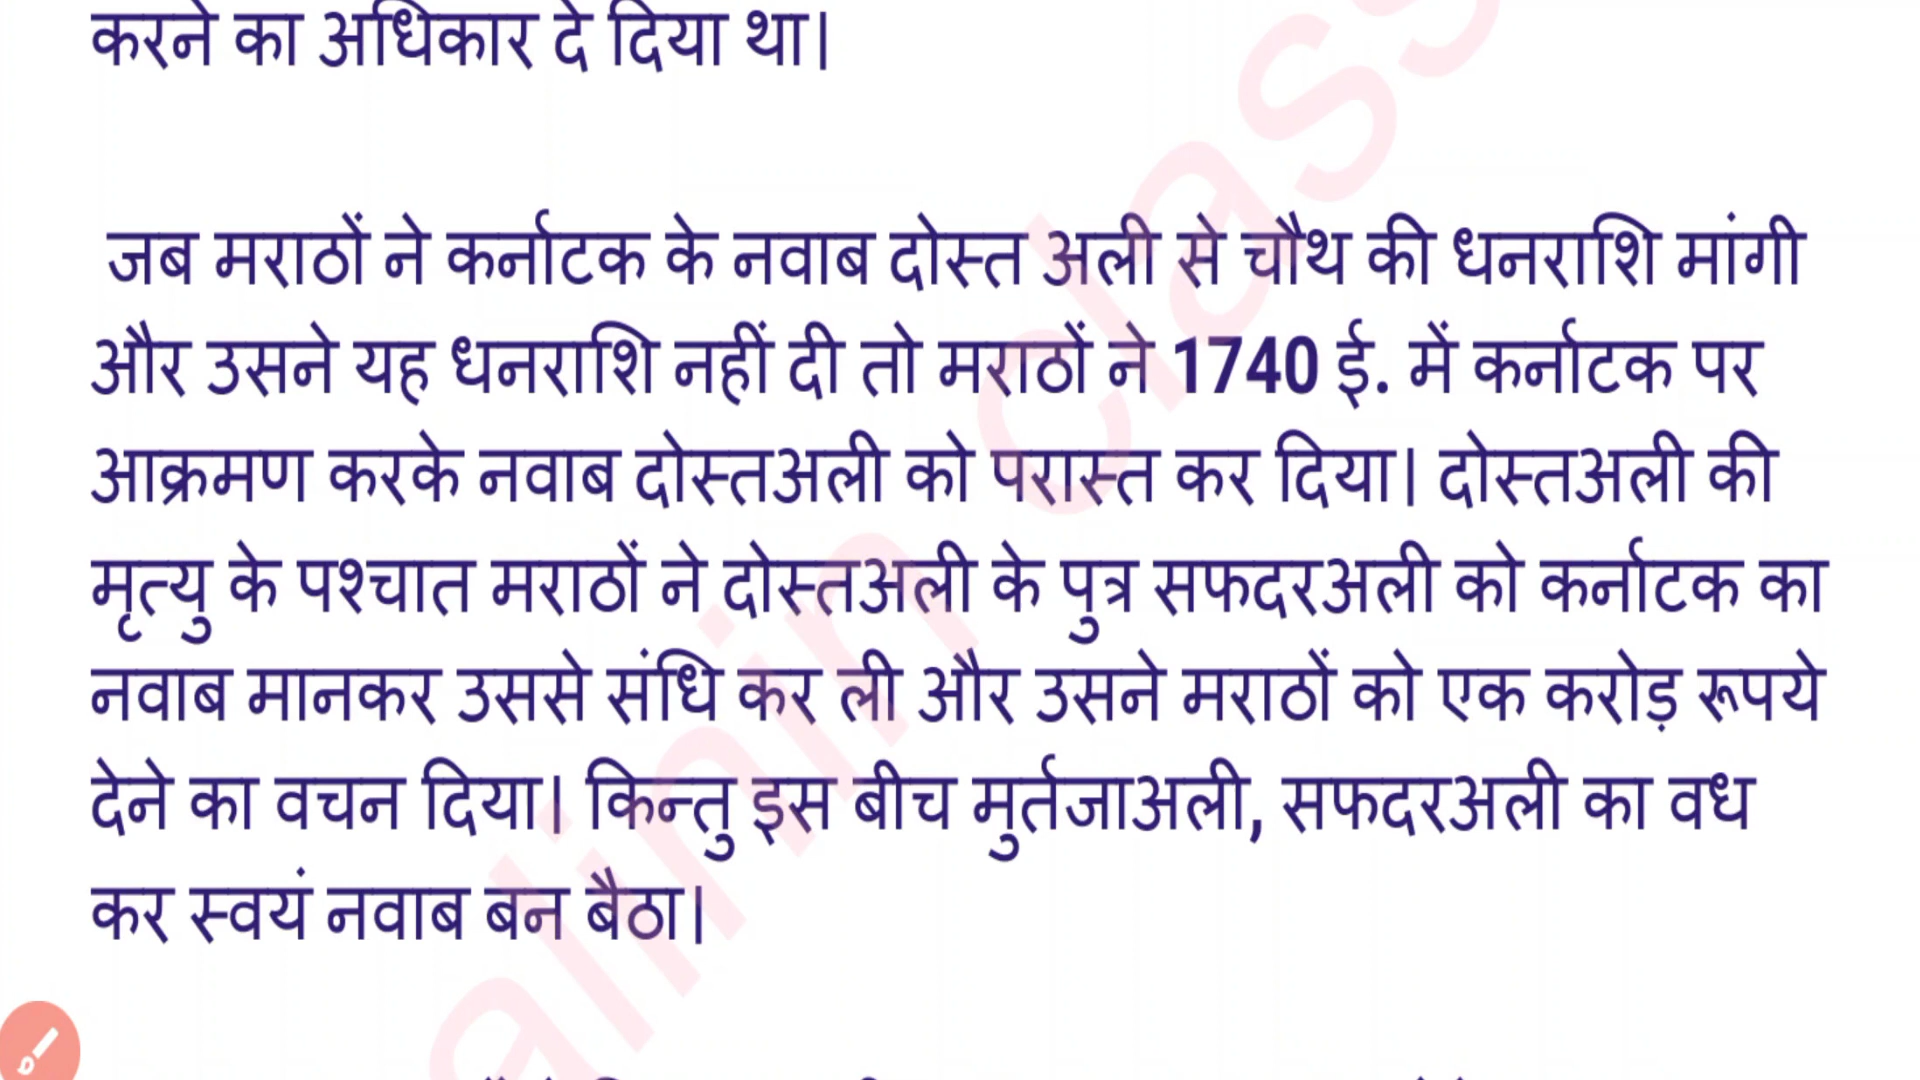 करने का अधिकार दे दिया था।
जब मराठों ने कर्नाटक के नवाब दोस्त अली से चौथ की धनराशि मांगी
और उसने यह धनराशि नहीं दी तो मराठों ने 1740 ई. में कर्नाटक पर
आक्रमण करके नवाब दोस्तअली को परास्त कर दिया। दोस्तअली की
मृत्यु के पश्चात मराठों ने दोस्तअली के पुत्र सफदरअली को कर्नाटक का
नवाब मानकर उससे संधि कर ली और उसने मराठों को एक करोड़ रूपये
देने का वचन दिया। किन्तु इस बीच मुर्तजाअली, सफदरअली का वध
कर स्वयं नवाब बन बैठा।